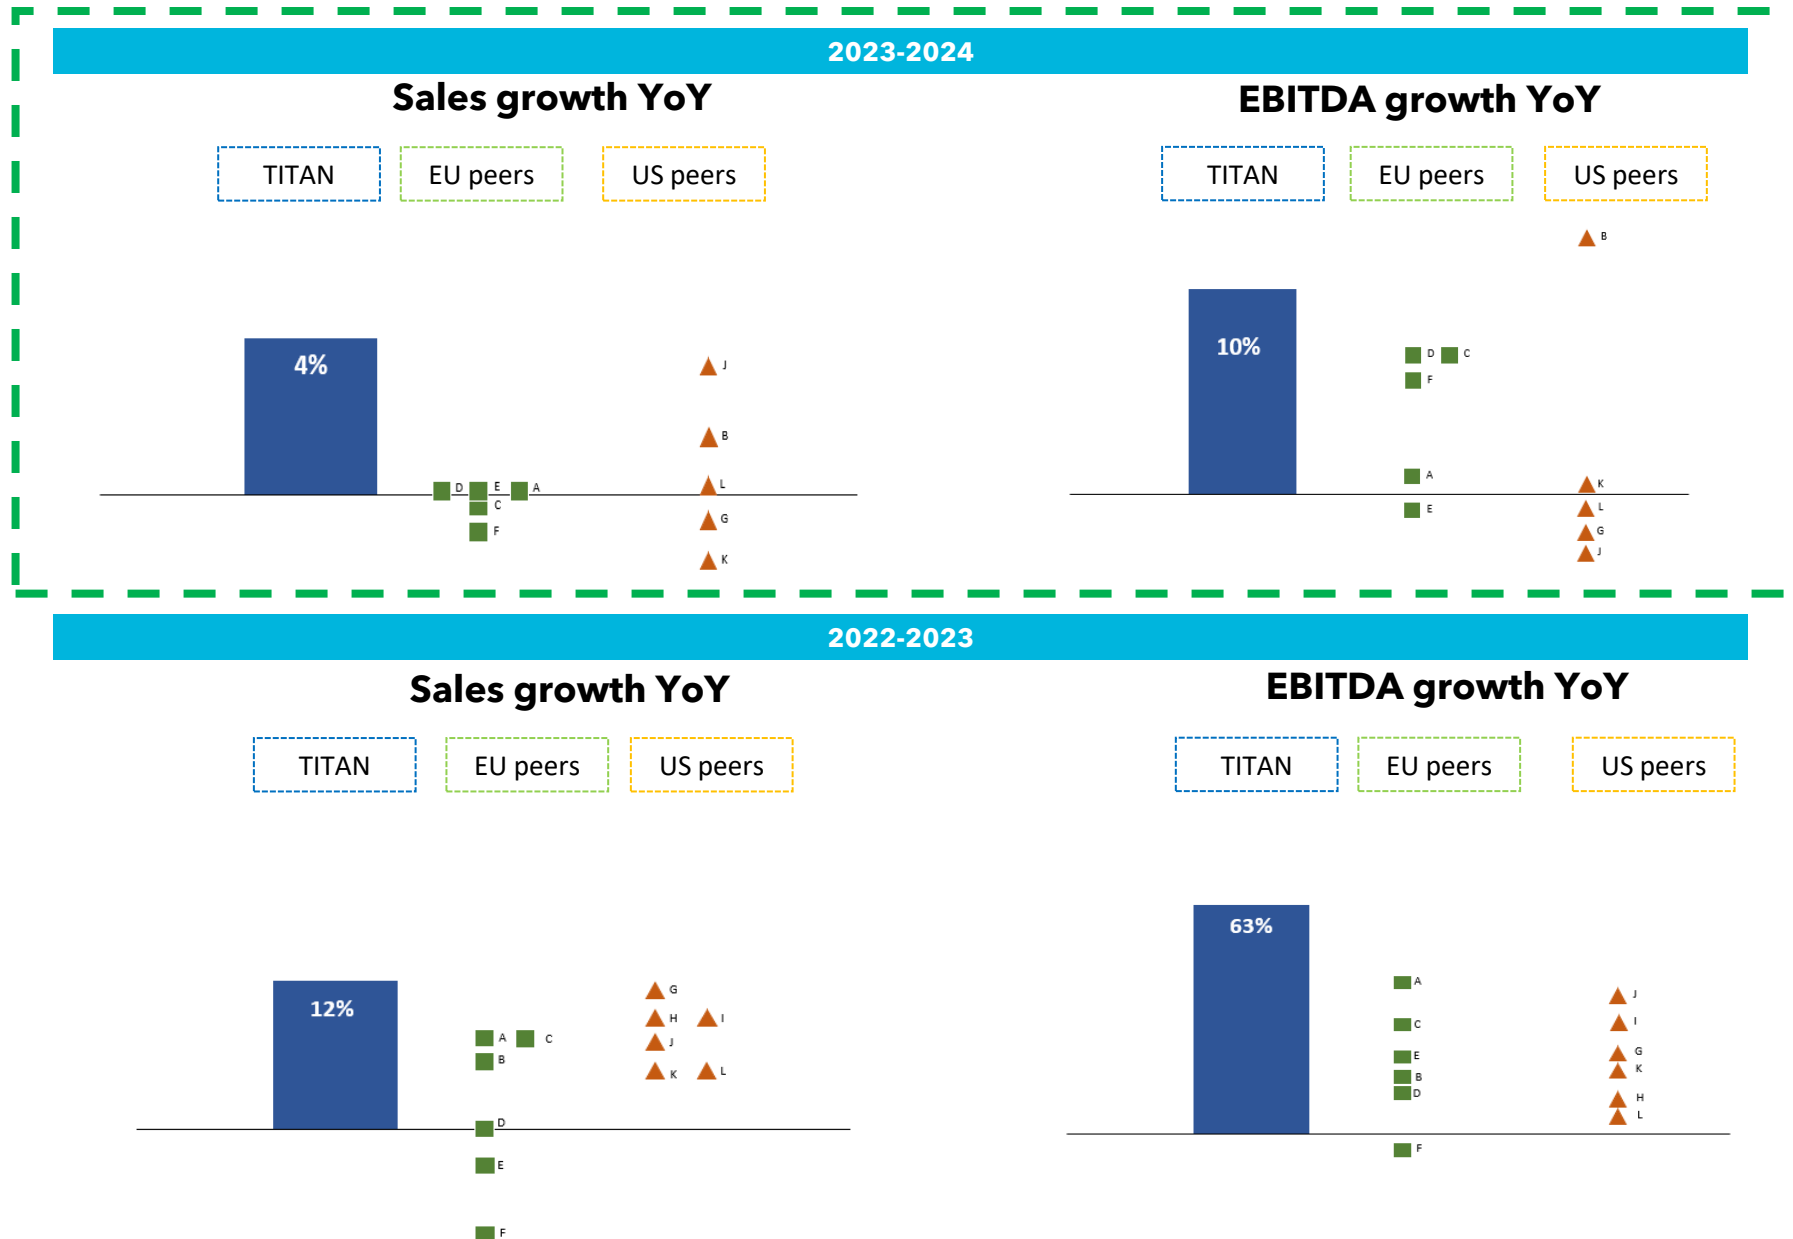 2023-2024
Sales growth YoY
TITAN
EU peers
US peers
4%
J
B
L
G
K
D
E
A
C
F
EBITDA growth YoY
TITAN
EU peers
US peers
B
10%
D
C
F
A
E
K
L
G
J
2022-2023
Sales growth YoY
TITAN
EU peers
US peers
12%
A
C
B
D
E
F
G
H
I
J
K
L
EBITDA growth YoY
TITAN
EU peers
US peers
63%
A
C
E
B
D
F
J
I
G
K
H
L